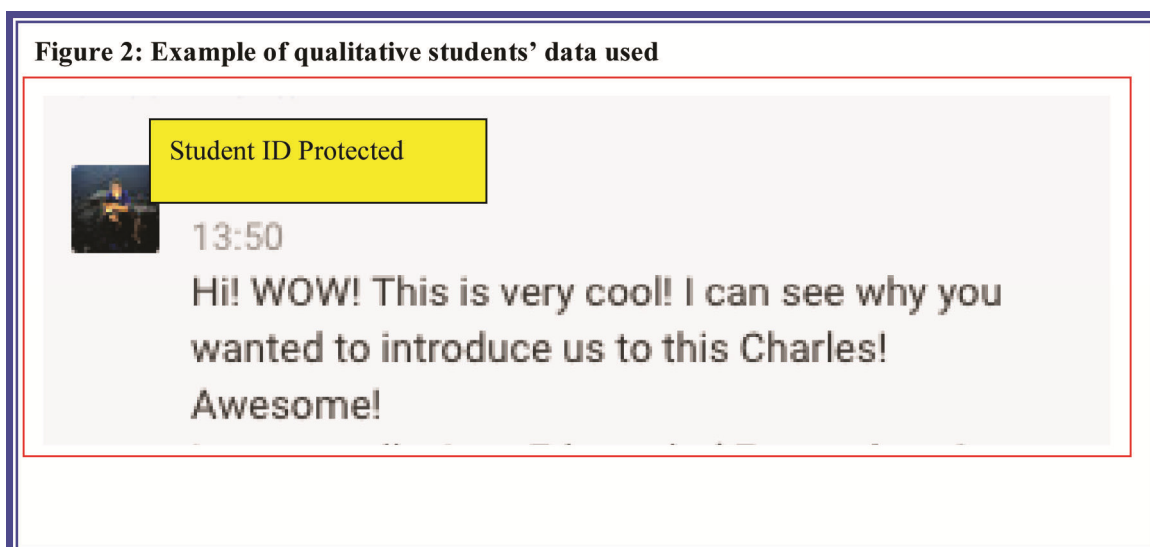 Figure 2: Example of qualitative students’ data used
Student ID Protected
13:50
Hi! WOW! This is very cool! I can see why you
wanted to introduce us to this Charles!
Awesome!